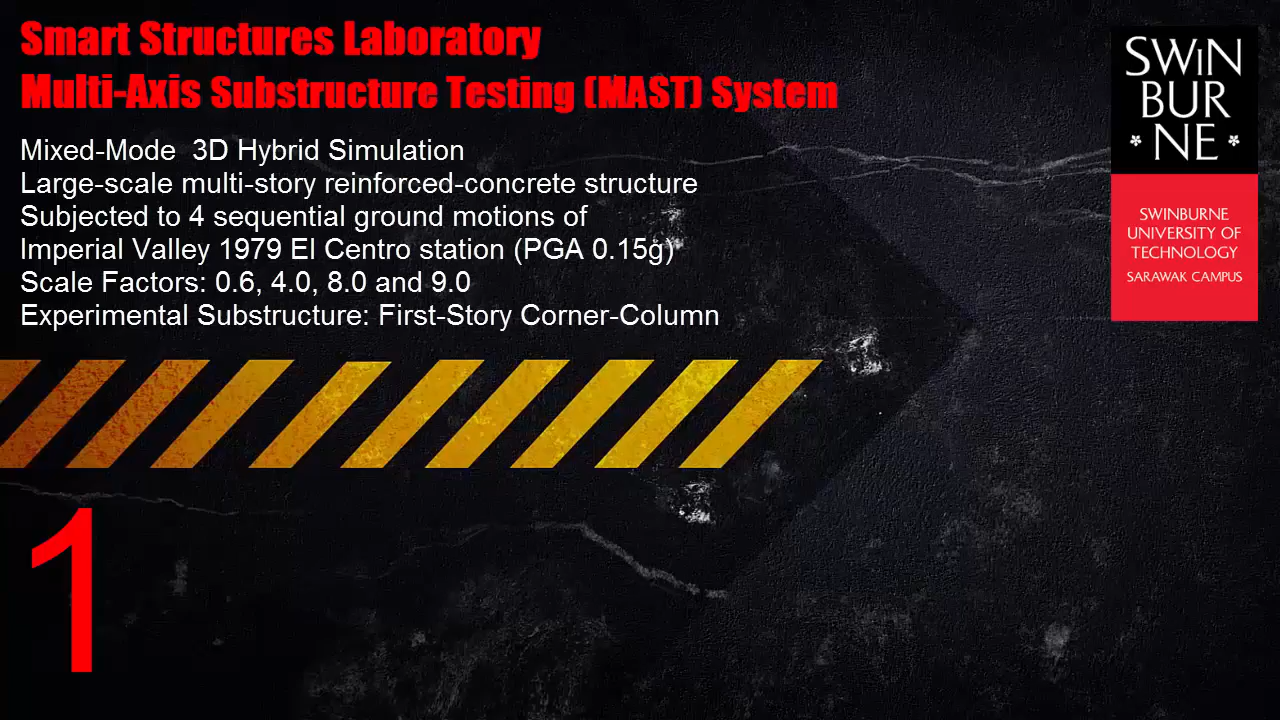 Smart Structures Laboratory
Multi-Axis Substructure Testing (MAST) System
Mixed-Mode  3D Hybrid Simulation
Large-scale multi-story reinforced-concrete structure
Subjected to 4 sequential ground motions of
Imperial Valley 1979 El Centro station (PGA 0.15g)
Scale Factors: 0.6, 4.0, 8.0 and 9.0
Experimental Substructure: First-Story Corner-Column
1
SWiN
BUR
* NE *
SWINBURNE
UNIVERSITY OF
TECHNOLOGY
SARAWAK CAMPUS